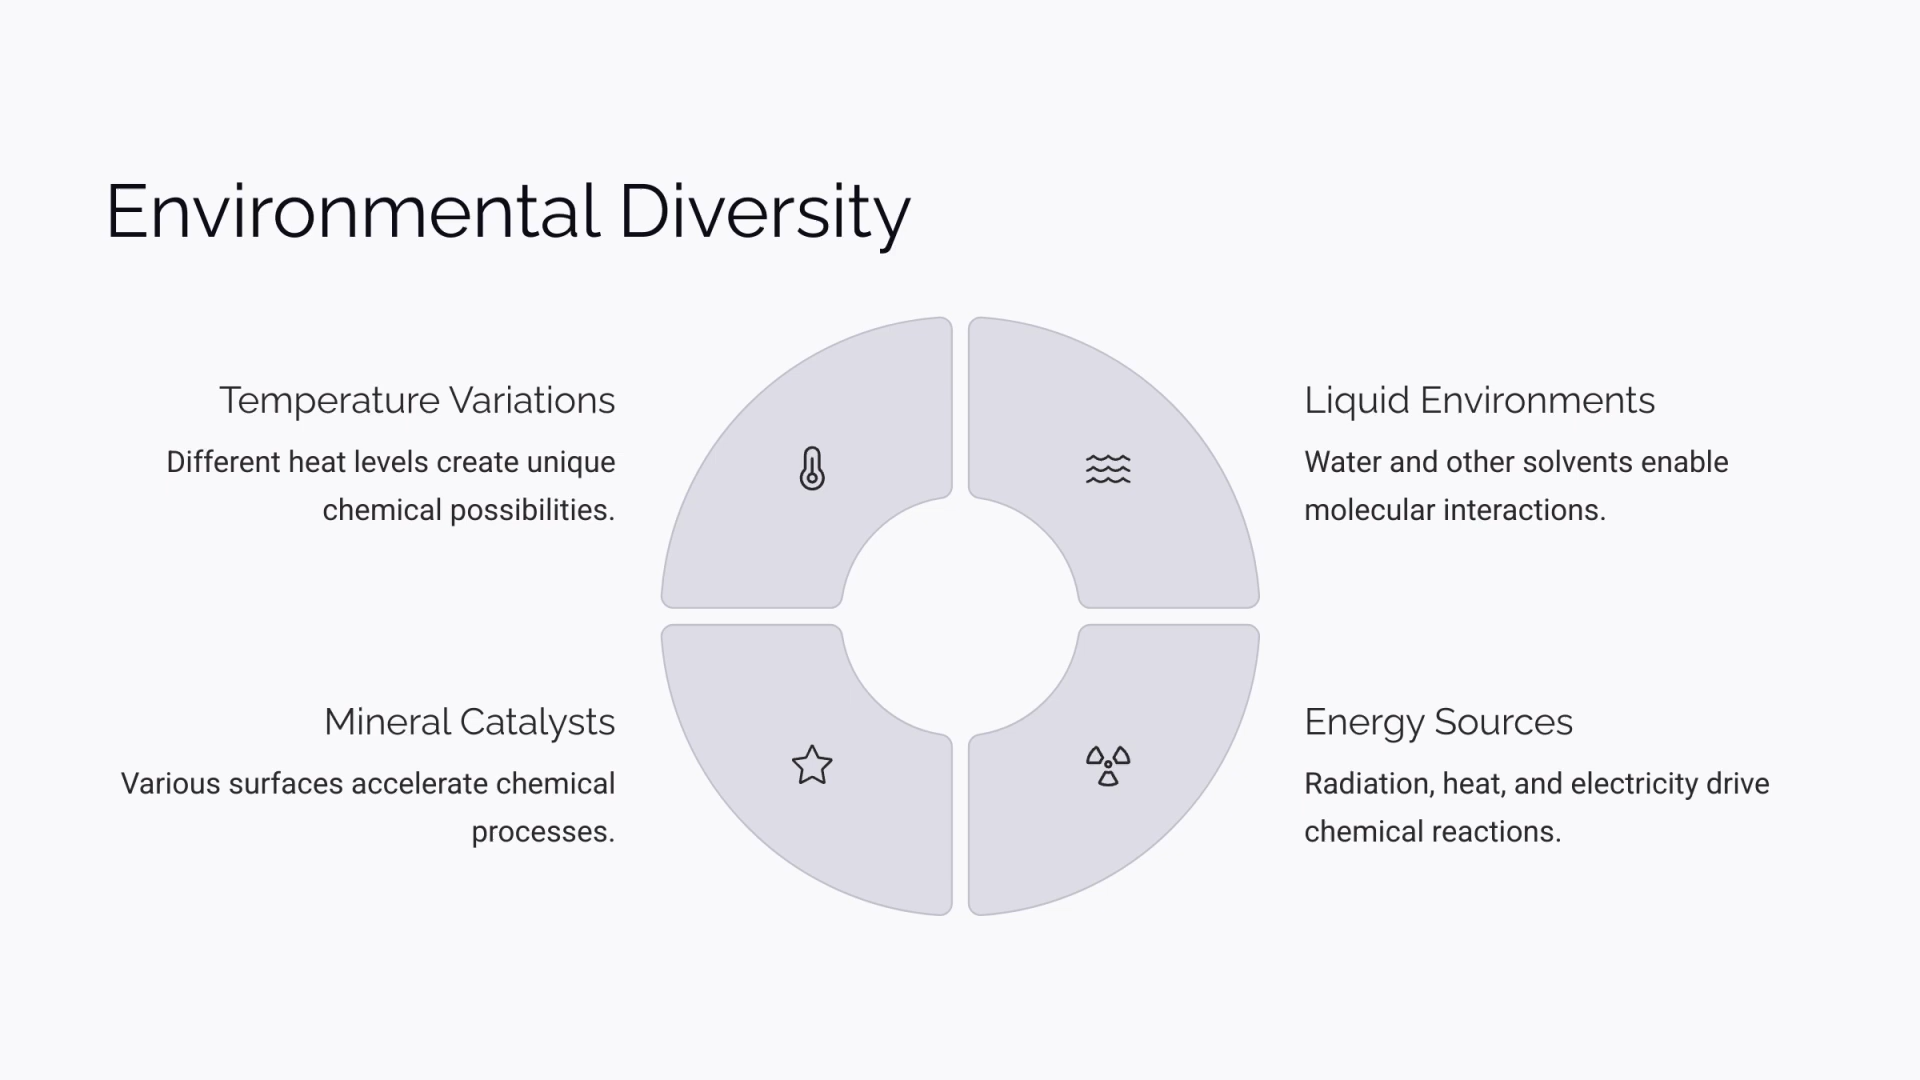 Environmental Diversity
Temperature Variations
Different heat levels create unique
chemical possibilities.
Liquid Environments
Water and other solvents enable
molecular interactions.
Mineral Catalysts
Various surfaces accelerate chemical
processes.
Energy Sources
Radiation, heat, and electricity drive
chemical reactions.